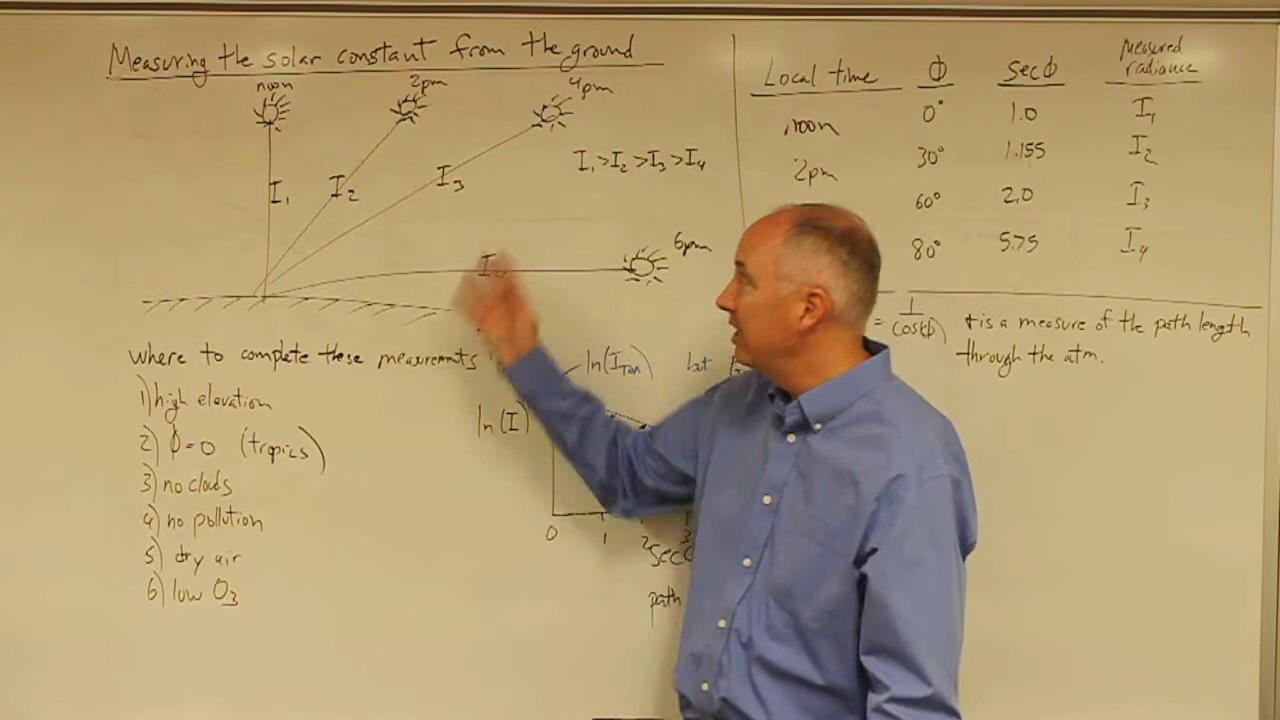 Measuring the solar constant from the ground
noon
2pm
4pm
I₁
I₂
I₃
I₁ > I₂ > I₃ > I₄
6pm
where to complete these measurements
1) high elevation
2) ϕ = 0 (tropics)
3) no clouds
4) no pollution
5) dry air
6) low O₃
ln(I_TOA)
ln(I)
0 1 2 3
Sec
path
Local time ϕ Secϕ Measured radiance
noon 0° 1.0 I₁
2pm 30° 1.155 I₂
60° 2.0 I₃
80° 5.75 I₄
= 1/cos(ϕ) is a measure of the path length
through the atm.